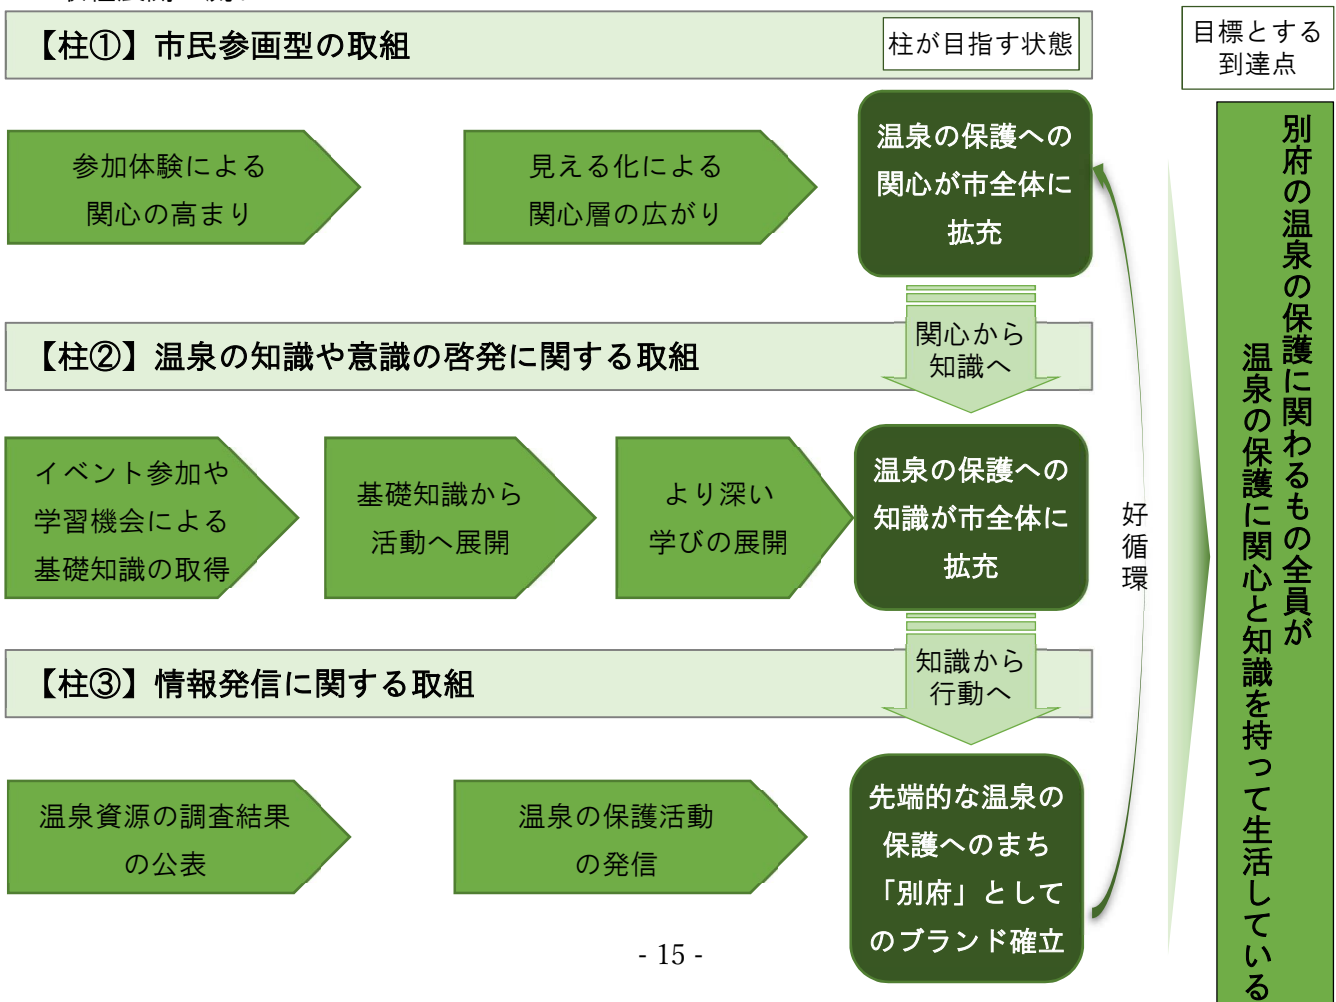 【柱①】市民参画型の取組
柱が目指す状態
目標とする
到達点
参加体験による
関心の高まり
見える化による
関心層の広がり
温泉の保護への
関心が市全体に
拡充
関心から
知識へ
【柱②】温泉の知識や意識の啓発に関する取組
イベント参加や
学習機会による
基礎知識の取得
基礎知識から
活動へ展開
より深い
学びの展開
温泉の保護への
知識が市全体に
拡充
知識から
行動へ
【柱③】情報発信に関する取組
温泉資源の調査結果
の公表
温泉の保護活動
の発信
先端的な温泉の
保護へのまち
「別府」として
のブランド確立
好循環
別府の温泉の保護に関わるもの全員が
温泉の保護に関心と知識を持って生活している
- 15 -